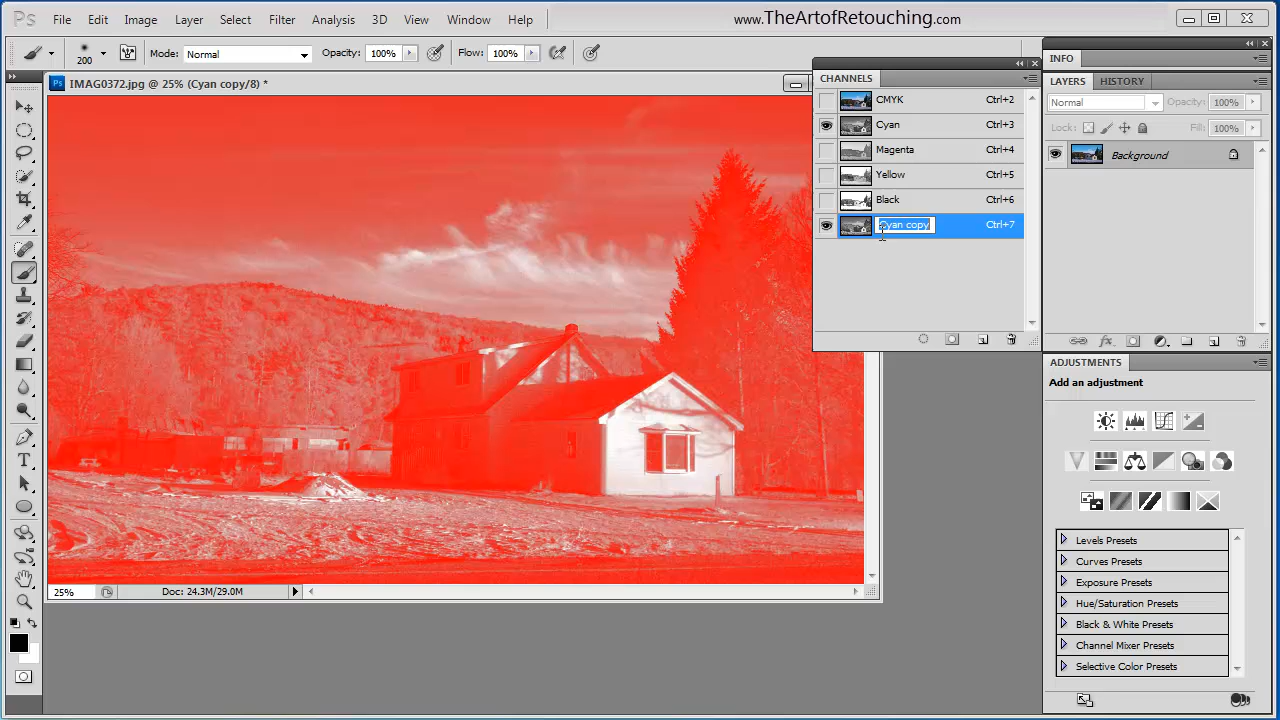 Ps File Edit Image Layer Select Filter Analysis 3D View Window Help www.TheArtofRetouching.com
200 Mode: Normal Opacity: 100% Flow: 100%
Ps IMAG0372.jpg @ 25% (Cyan copy/8) *
CHANNELS
CMYK Ctrl+2
Cyan Ctrl+3
Magenta Ctrl+4
Yellow Ctrl+5
Black Ctrl+6
Cyan copy Ctrl+7
INFO
LAYERS HISTORY
Normal Opacity: 100%
Lock: Fill: 100%
Background
ADJUSTMENTS
Add an adjustment
Levels Presets
Curves Presets
Exposure Presets
Hue/Saturation Presets
Black & White Presets
Channel Mixer Presets
Selective Color Presets
25% Doc: 24.3M/29.0M